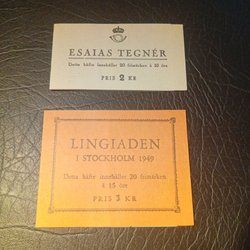 ESAIAS TEGNÉR
Detta häfte innehåller 20 frimärken à 10 öre
PRIS 2 KR
LINGIADEN
I STOCKHOLM 1949
Detta häfte innehåller 20 frimärken
à 15 öre
PRIS 3 KR